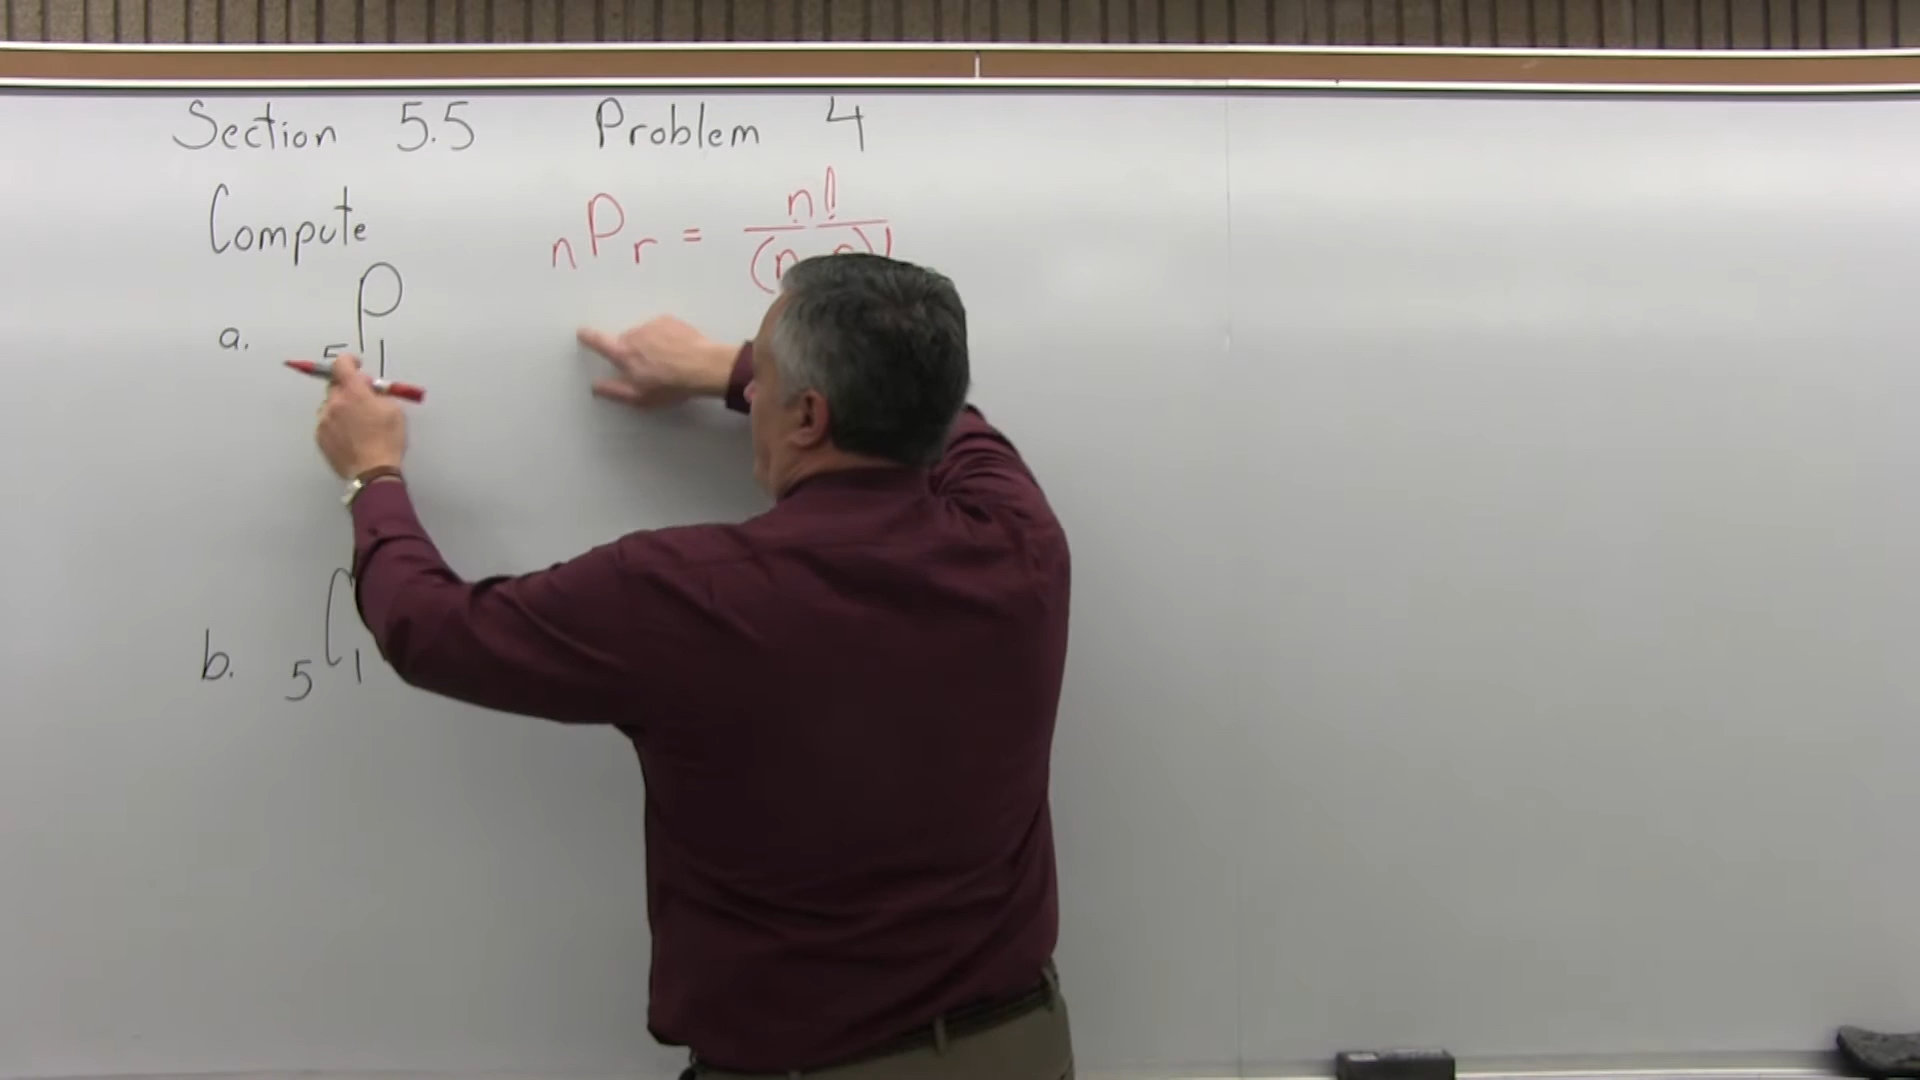 Section 5.5 Problem 4
Compute
nPr = n! / (n-r)!
a. 5P1
b. 5C1